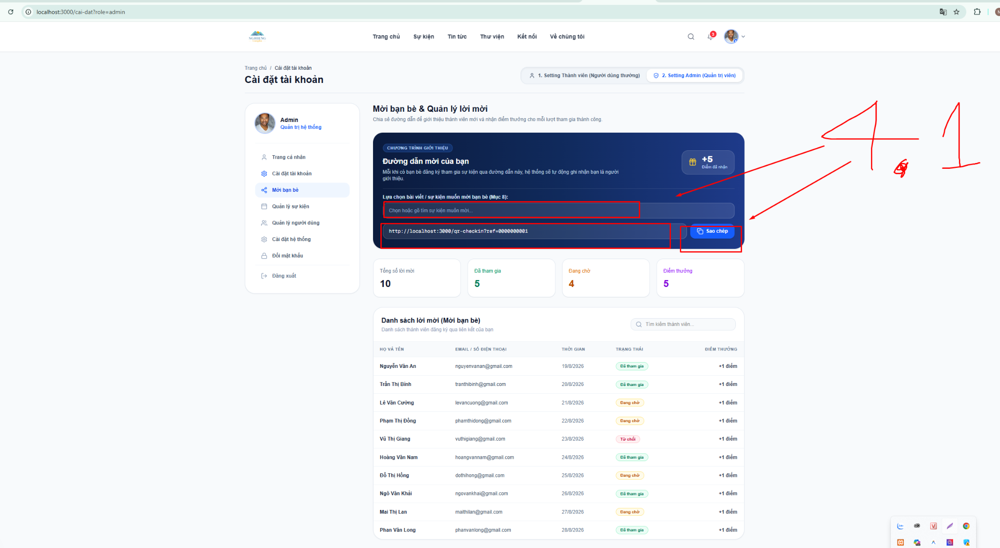 localhost:3000/cai-dat?role=admin
NGHIENG
Trang chủ
Sự kiện
Tin tức
Thư viện
Kết nối
Về chúng tôi
3
Trang chủ / Cài đặt tài khoản
Cài đặt tài khoản
1. Setting Thành viên (Người dùng thường)
2. Setting Admin (Quản trị viên)
Admin
Quản trị hệ thống
Trang cá nhân
Cài đặt tài khoản
Mời bạn bè
Quản lý sự kiện
Quản lý người dùng
Cài đặt hệ thống
Đổi mật khẩu
Đăng xuất
Mời bạn bè & Quản lý lời mời
Chia sẻ đường dẫn để giới thiệu thành viên mới và nhận điểm thưởng cho mỗi lượt tham gia thành công.
CHƯƠNG TRÌNH GIỚI THIỆU
Đường dẫn mời của bạn
Mỗi khi có bạn bè đăng ký tham gia sự kiện qua đường dẫn này, hệ thống sẽ tự động ghi nhận bạn là người
giới thiệu.
+5
Điểm đã nhận
Lựa chọn bài viết / sự kiện muốn mời bạn bè (Mục 8):
Chọn hoặc gõ tìm sự kiện muốn mời...
http://localhost:3000/qr-checkin?ref=0000000001
Sao chép
4.1
Tổng số lời mời
10
Đã tham gia
5
Đang chờ
4
Điểm thưởng
5
Danh sách lời mời (Mời bạn bè)
Danh sách thành viên đăng ký qua liên kết của bạn
Tìm kiếm thành viên...
HỌ VÀ TÊN EMAIL / SỐ ĐIỆN THOẠI THỜI GIAN TRẠNG THÁI ĐIỂM THƯỞNG
Nguyễn Văn An nguyenvanan@gmail.com 19/8/2026 Đã tham gia +1 điểm
Trần Thị Bình tranthibinh@gmail.com 20/8/2026 Đã tham gia +1 điểm
Lê Văn Cường levancuong@gmail.com 21/8/2026 Đang chờ +1 điểm
Phạm Thị Đồng phamthidong@gmail.com 22/8/2026 Đang chờ +1 điểm
Vũ Thị Giang vuthigiang@gmail.com 23/8/2026 Từ chối +1 điểm
Hoàng Văn Nam hoangvannam@gmail.com 24/8/2026 Đã tham gia +1 điểm
Đỗ Thị Hồng dothihong@gmail.com 25/8/2026 Đang chờ +1 điểm
Ngô Văn Khải ngovankhai@gmail.com 26/8/2026 Đã tham gia +1 điểm
Mai Thị Lan maithilan@gmail.com 27/8/2026 Đang chờ +1 điểm
Phan Văn Long phanvanlong@gmail.com 28/8/2026 Đã tham gia +1 điểm